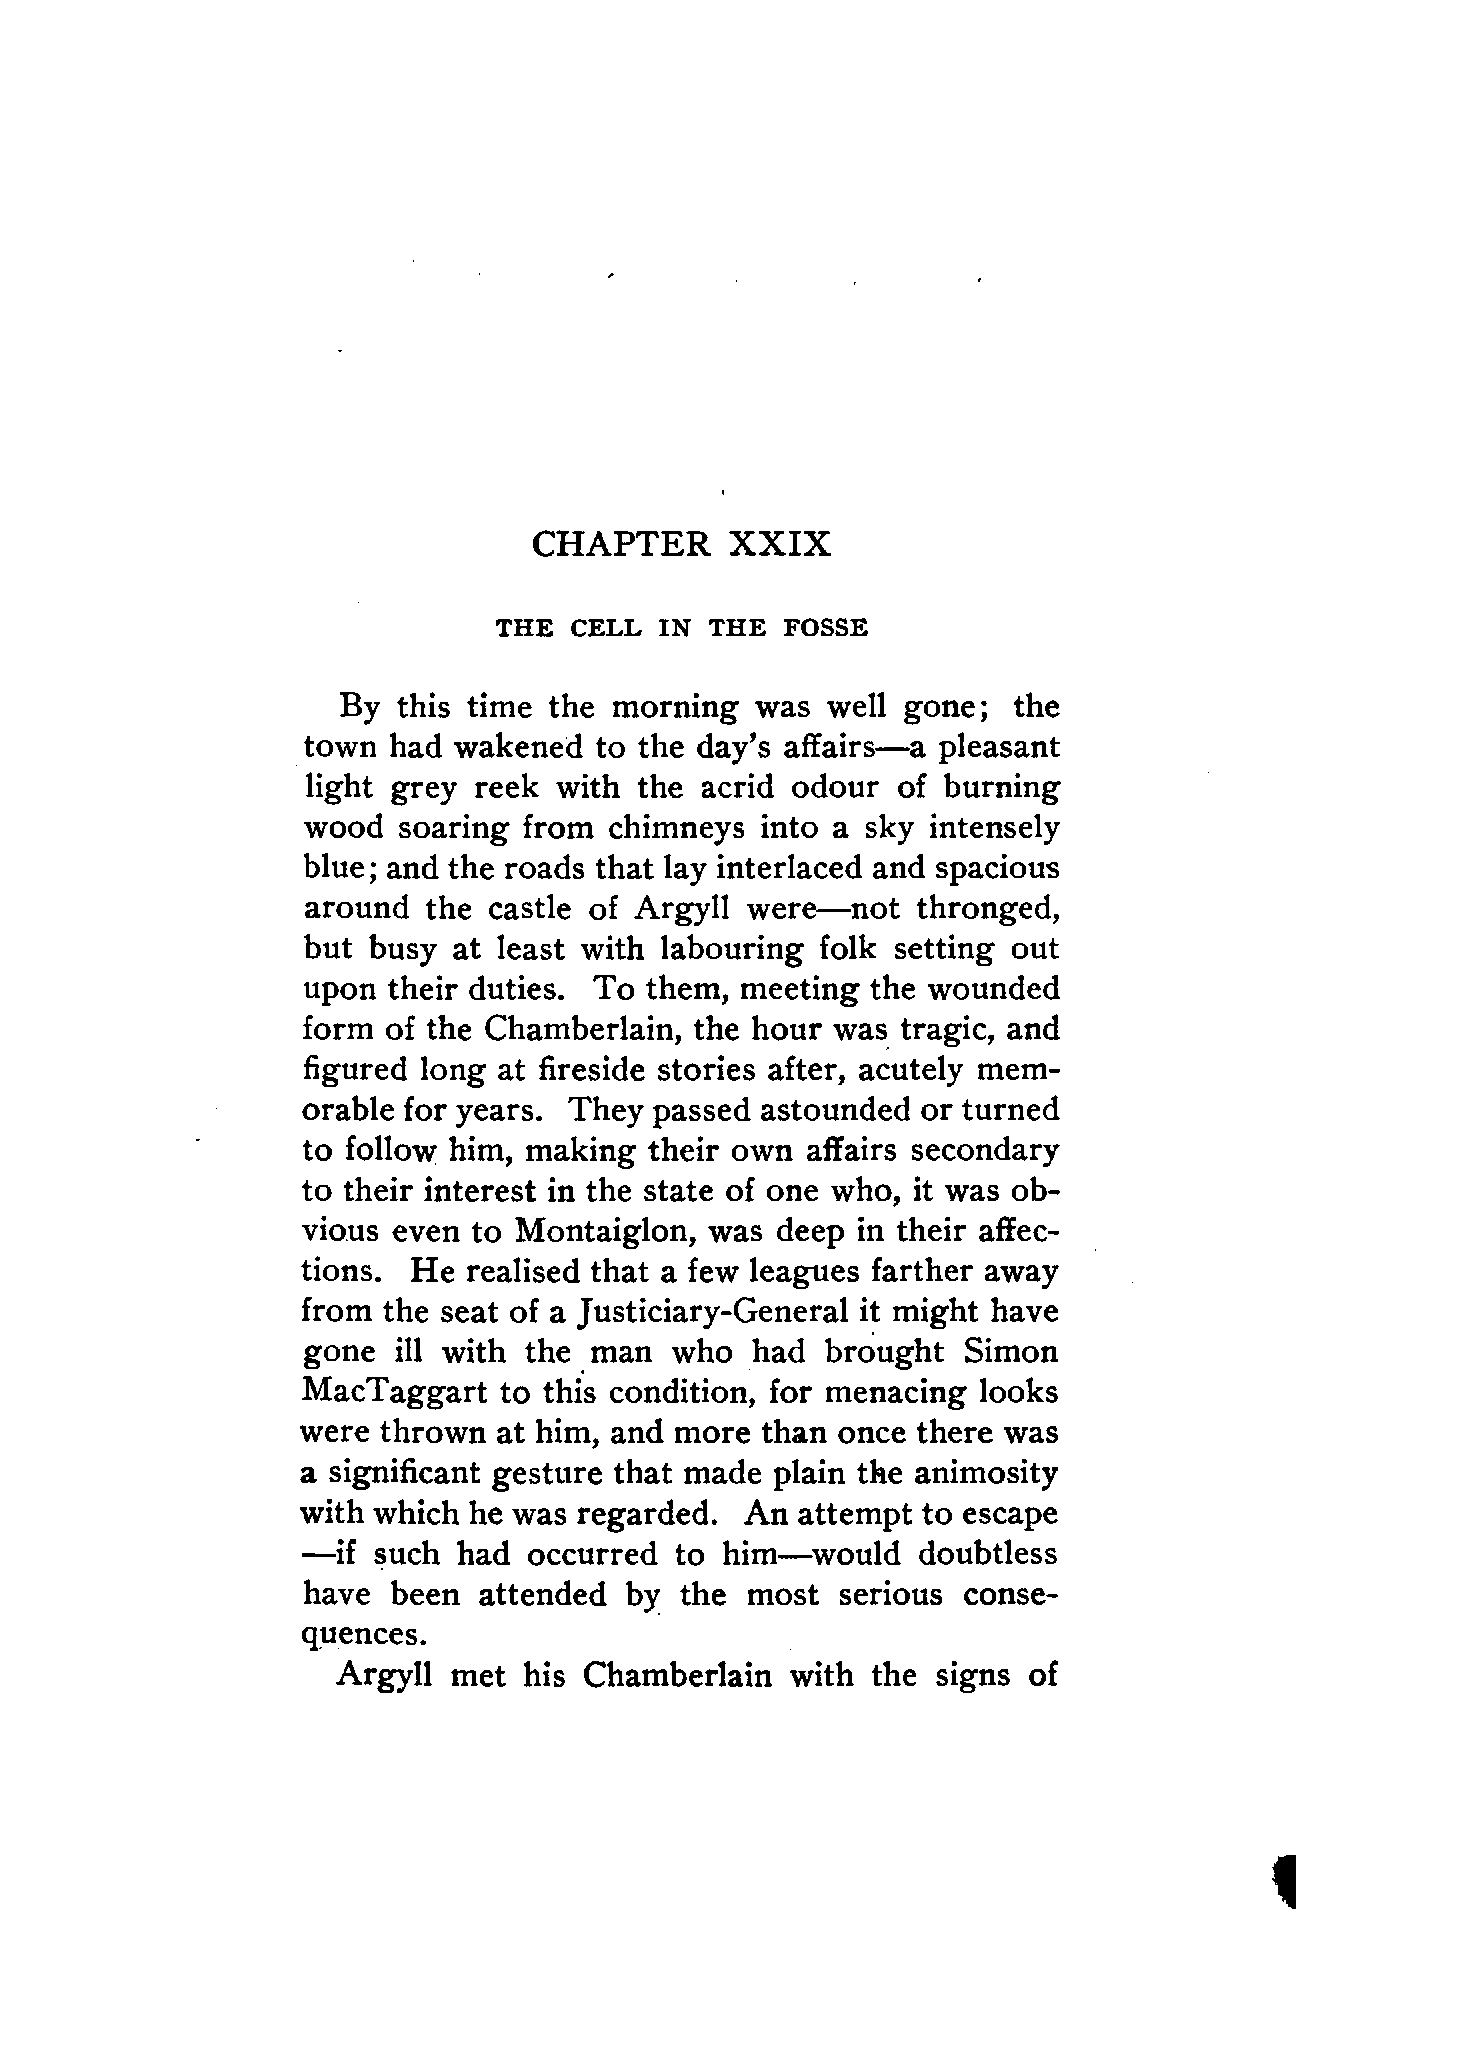 CHAPTER XXIX
THE CELL IN THE FOSSE
By this time the morning was well gone; the
town had wakened to the day's affairs—a pleasant
light grey reek with the acrid odour of burning
wood soaring from chimneys into a sky intensely
blue; and the roads that lay interlaced and spacious
around the castle of Argyll were—not thronged,
but busy at least with labouring folk setting out
upon their duties. To them, meeting the wounded
form of the Chamberlain, the hour was tragic, and
figured long at fireside stories after, acutely mem-
orable for years. They passed astounded or turned
to follow him, making their own affairs secondary
to their interest in the state of one who, it was ob-
vious even to Montaiglon, was deep in their affec-
tions. He realised that a few leagues farther away
from the seat of a Justiciary-General it might have
gone ill with the man who had brought Simon
MacTaggart to this condition, for menacing looks
were thrown at him, and more than once there was
a significant gesture that made plain the animosity
with which he was regarded. An attempt to escape
—if such had occurred to him—would doubtless
have been attended by the most serious conse-
quences.
Argyll met his Chamberlain with the signs of